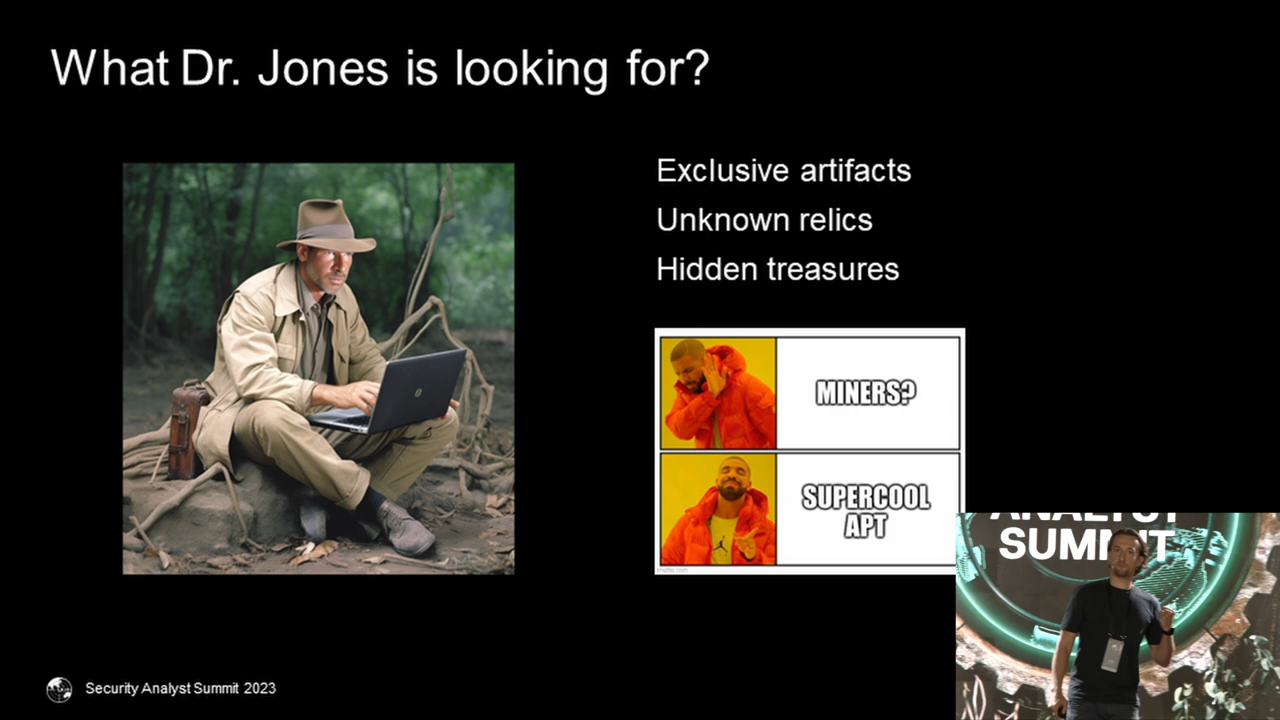 What Dr. Jones is looking for?
Exclusive artifacts
Unknown relics
Hidden treasures
MINERS?
SUPERCOOL
APT
ANALYST
SUMMIT
Security Analyst Summit 2023